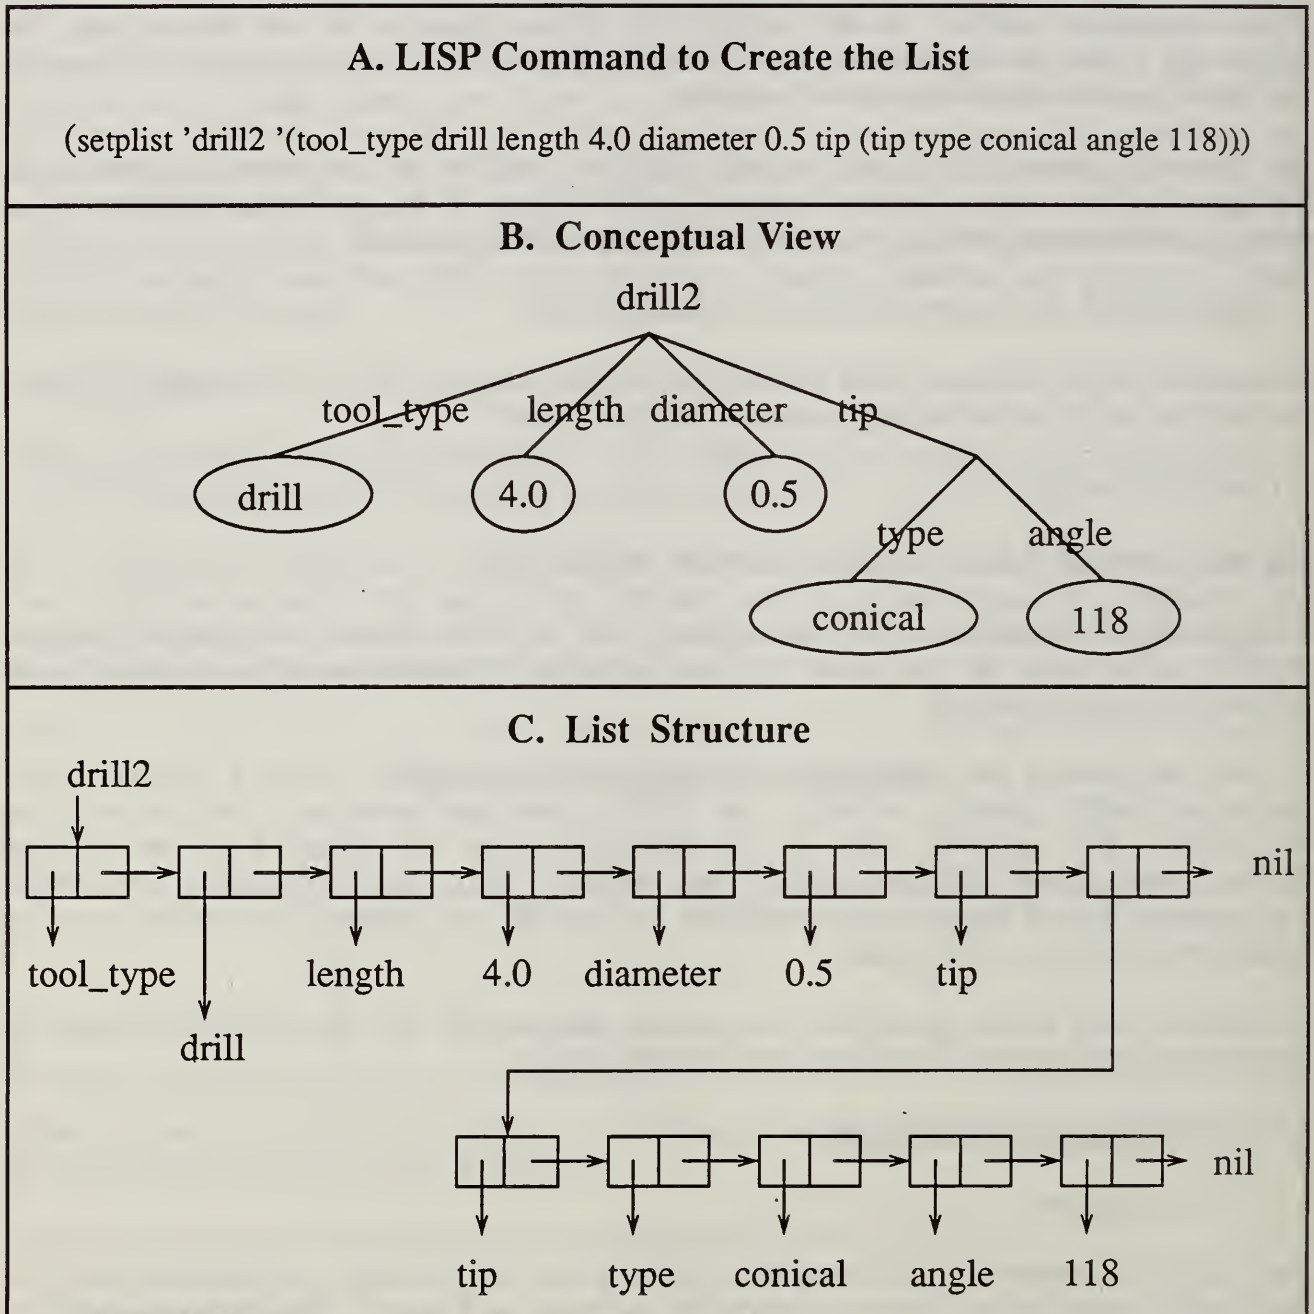 A. LISP Command to Create the List
(setplist ’drill2 ’(tool_type drill length 4.0 diameter 0.5 tip (tip type conical angle 118)))
B. Conceptual View
drill2
tool_type length diameter tip
drill 4.0 0.5
type angle
conical 118
C. List Structure
drill2
nil
tool_type length 4.0 diameter 0.5 tip
drill
nil
tip type conical angle 118